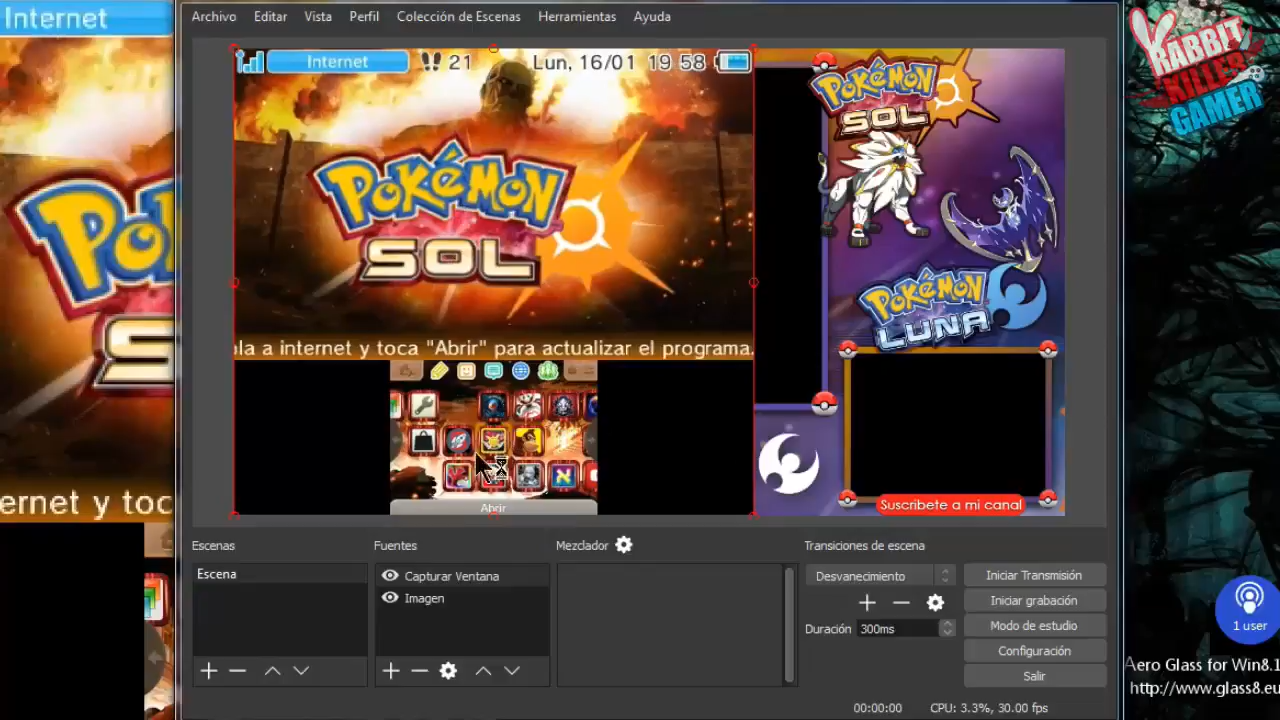 Internet
ernet y toc
Archivo Editar Vista Perfil Colección de Escenas Herramientas Ayuda
Internet 21 Lun, 16/01 19 58
POKéMON
SOL
la a internet y toca "Abrir" para actualizar el programa.
Abrir
POKéMON
SOL
POKéMON
LUNA
Suscribete a mi canal
RABBIT
KILLER
GAMER
Escenas
Escena
Fuentes
Capturar Ventana
Imagen
Mezclador
Transiciones de escena
Desvanecimiento
Duración 300ms
Iniciar Transmisión
Iniciar grabación
Modo de estudio
Configuración
Salir
00:00:00 CPU: 3.3%, 30.00 fps
1 user
Aero Glass for Win8.1
http://www.glass8.eu